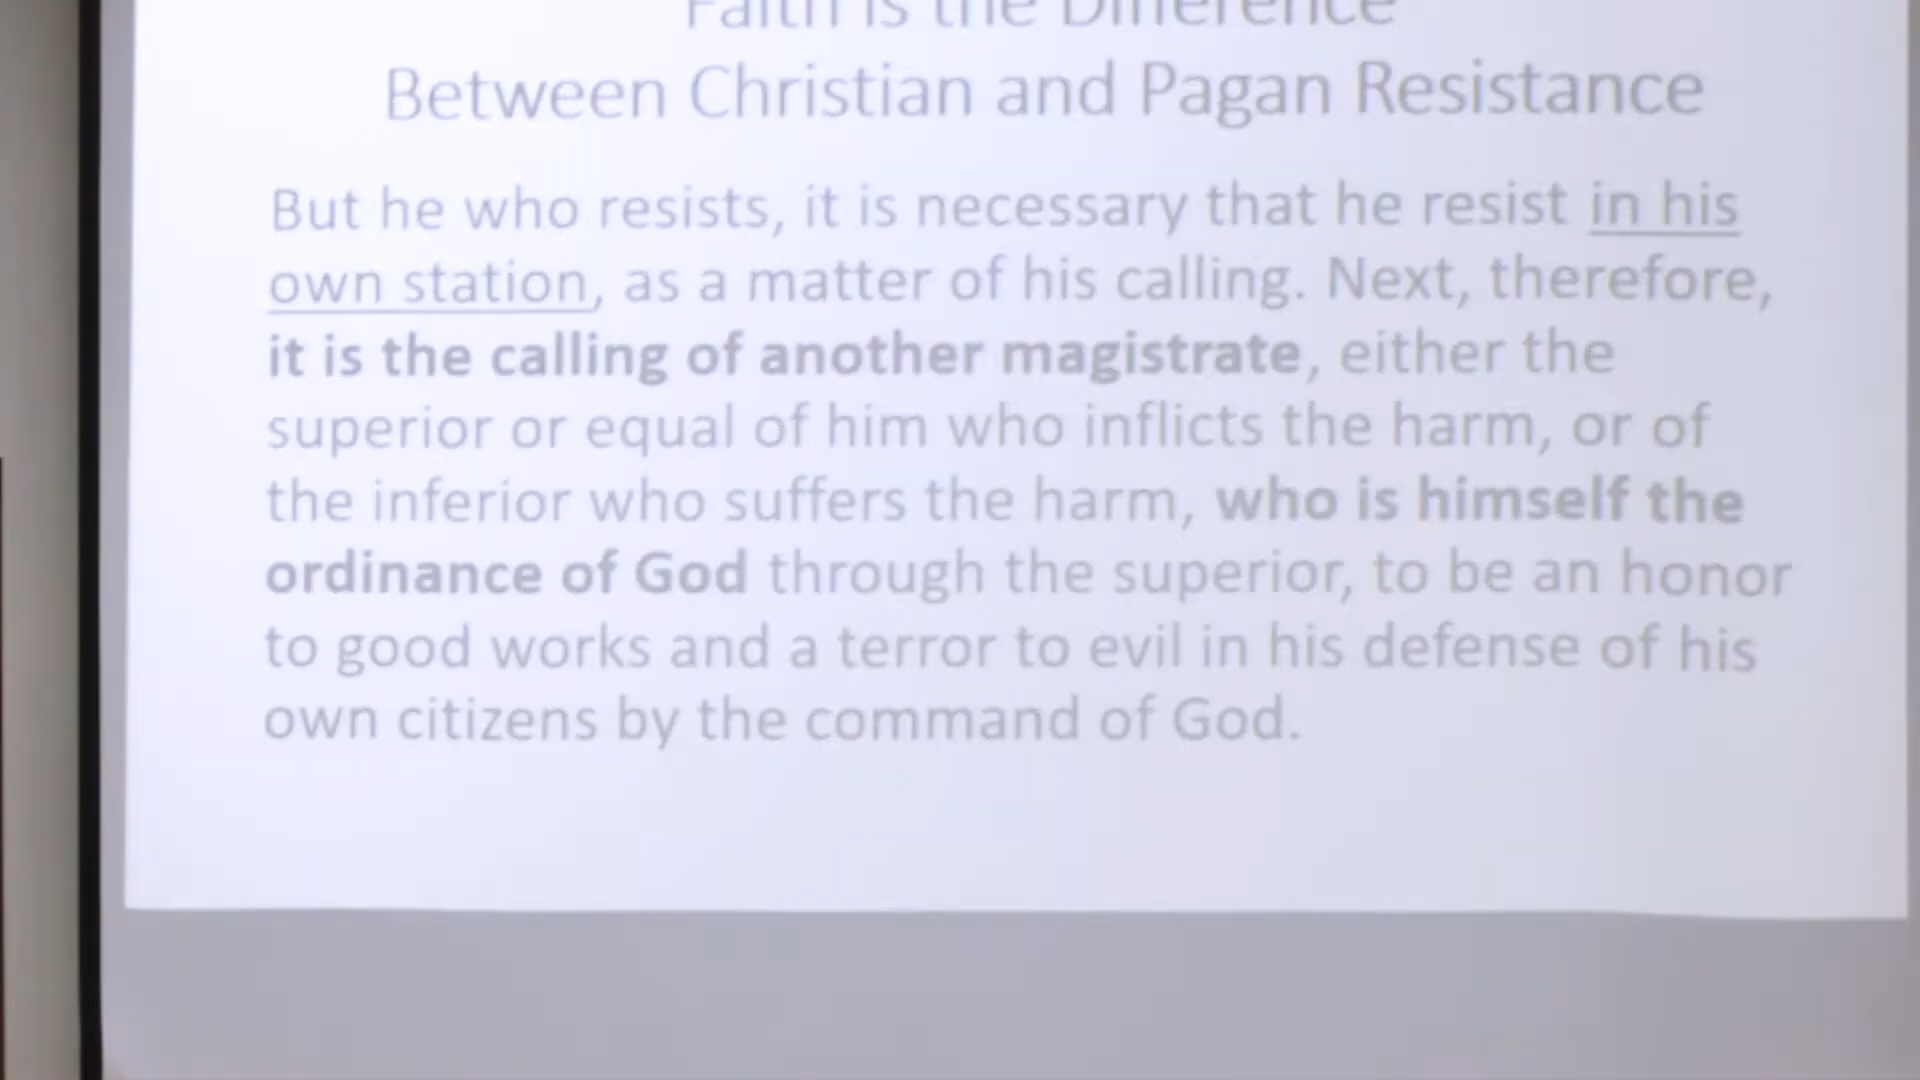 Faith is the Difference
Between Christian and Pagan Resistance
But he who resists, it is necessary that he resist in his
own station, as a matter of his calling. Next, therefore,
it is the calling of another magistrate, either the
superior or equal of him who inflicts the harm, or of
the inferior who suffers the harm, who is himself the
ordinance of God through the superior, to be an honor
to good works and a terror to evil in his defense of his
own citizens by the command of God.